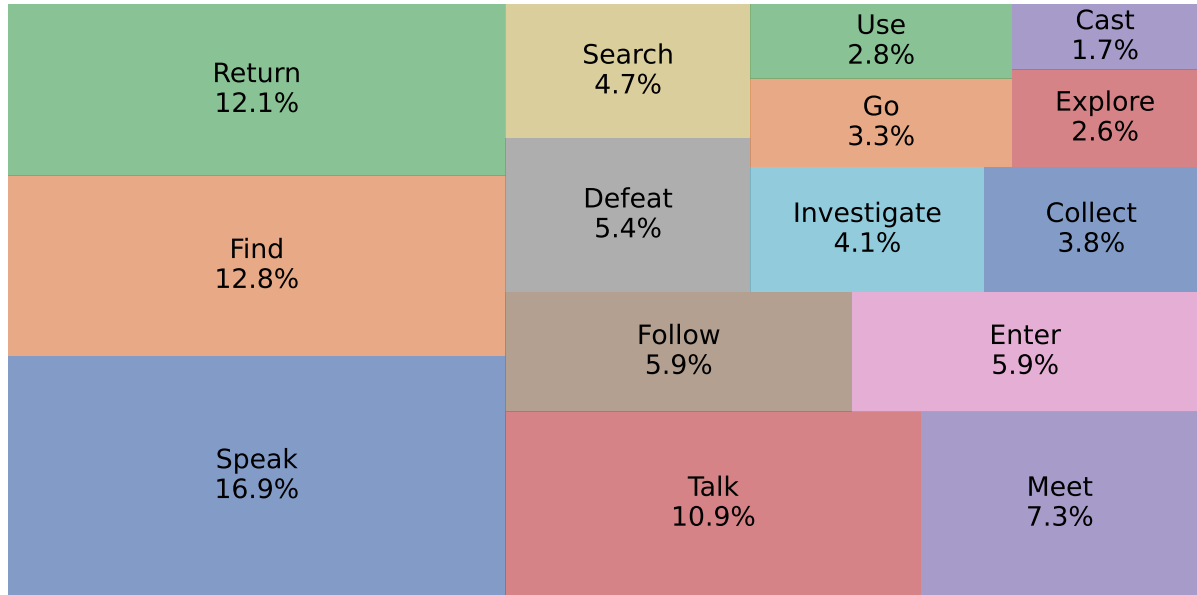 Return
12.1%
Find
12.8%
Speak
16.9%
Search
4.7%
Defeat
5.4%
Use
2.8%
Go
3.3%
Cast
1.7%
Explore
2.6%
Investigate
4.1%
Collect
3.8%
Follow
5.9%
Enter
5.9%
Talk
10.9%
Meet
7.3%